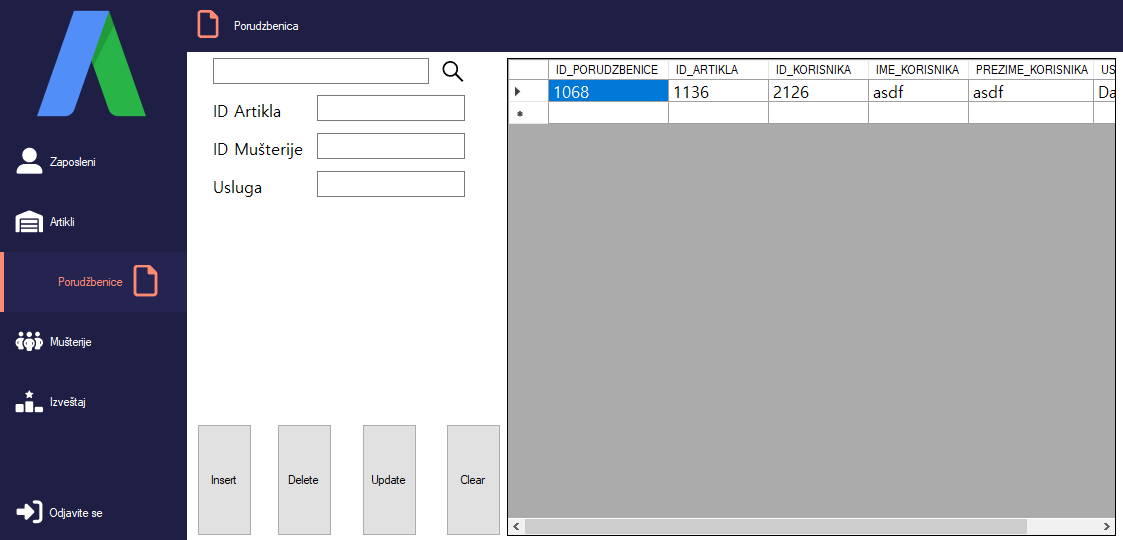 Porudzbenica
Zaposleni
Artikli
Porudžbenice
Mušterije
Izveštaj
Odjavite se
ID Artikla
ID Mušterije
Usluga
Insert Delete Update Clear
ID_PORUDZBENICE ID_ARTIKLA ID_KORISNIKA IME_KORISNIKA PREZIME_KORISNIKA US
1068 1136 2126 asdf asdf Da